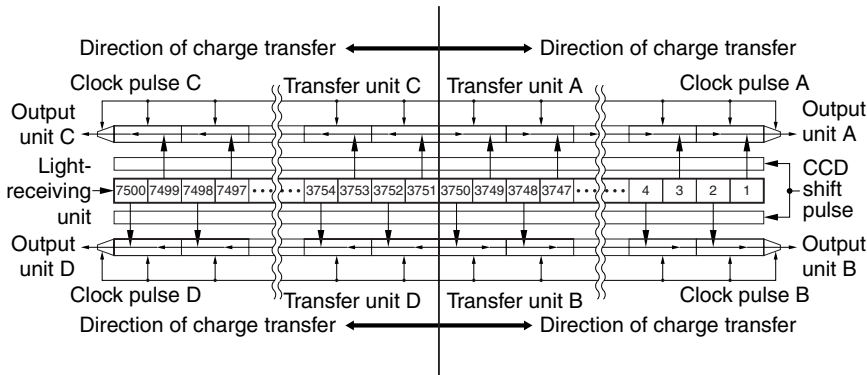 Direction of charge transfer
Direction of charge transfer
Clock pulse C
Transfer unit C
Transfer unit A
Clock pulse A
Output
unit C
Output
unit A
Light-
receiving
unit
7500 7499 7498 7497 ······ 3754 3753 3752 3751 3750 3749 3748 3747 ······ 4 3 2 1
CCD
shift
pulse
Output
unit D
Output
unit B
Clock pulse D
Transfer unit D
Transfer unit B
Clock pulse B
Direction of charge transfer
Direction of charge transfer